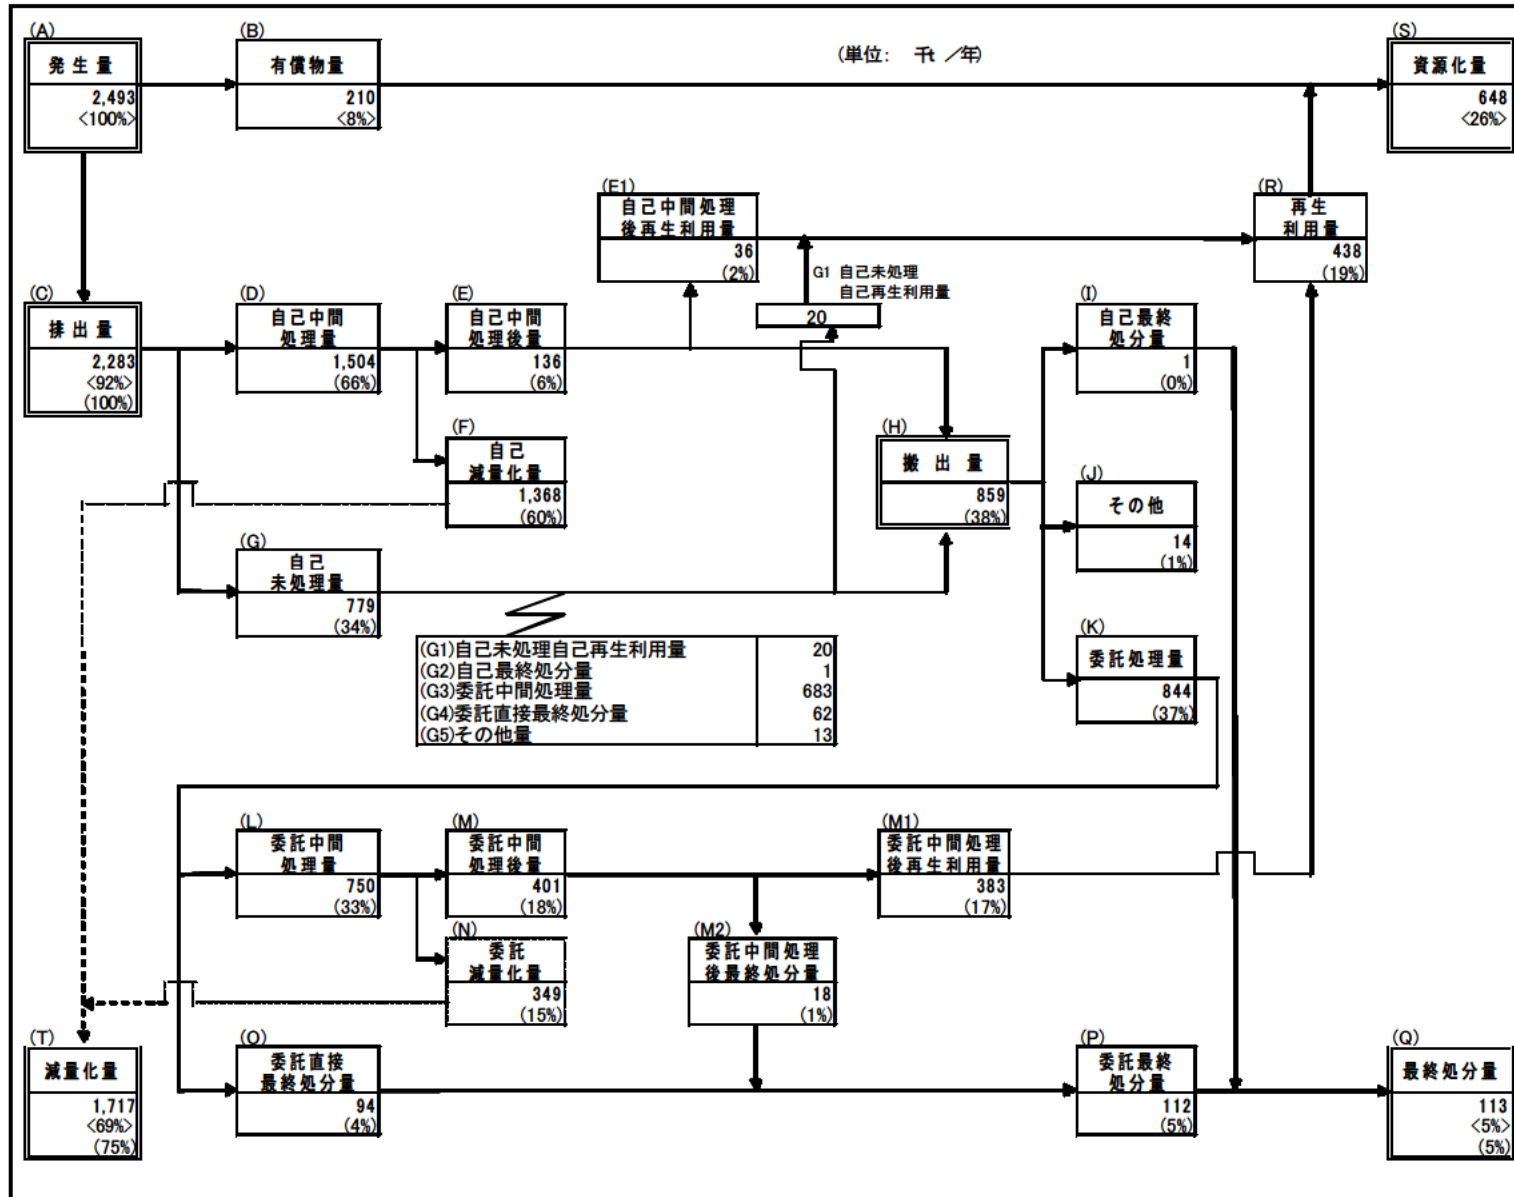 (A)
発生量
2,493
<100%>
(B)
有償物量
210
<8%>
(単位： 千t ／年)
(S)
資源化量
648
<26%>
(E1)
自己中間処理
後再生利用量
36
(2%)
G1 自己未処理
自己再生利用量
20
(R)
再生
利用量
438
(19%)
(C)
排出量
2,283
<92%>
(100%)
(D)
自己中間
処理量
1,504
(66%)
(E)
自己中間
処理後量
136
(6%)
(I)
自己最終
処分量
1
(0%)
(F)
自己
減量化量
1,368
(60%)
(H)
搬出量
859
(38%)
(J)
その他
14
(1%)
(G)
自己
未処理量
779
(34%)
(G1)自己未処理自己再生利用量 20
(G2)自己最終処分量 1
(G3)委託中間処理量 683
(G4)委託直接最終処分量 62
(G5)その他量 13
(K)
委託処理量
844
(37%)
(L)
委託中間
処理量
750
(33%)
(M)
委託中間
処理後量
401
(18%)
(M1)
委託中間処理
後再生利用量
383
(17%)
(N)
委託
減量化量
349
(15%)
(M2)
委託中間処理
後最終処分量
18
(1%)
(T)
減量化量
1,717
<69%>
(75%)
(O)
委託直接
最終処分量
94
(4%)
(P)
委託最終
処分量
112
(5%)
(Q)
最終処分量
113
<5%>
(5%)